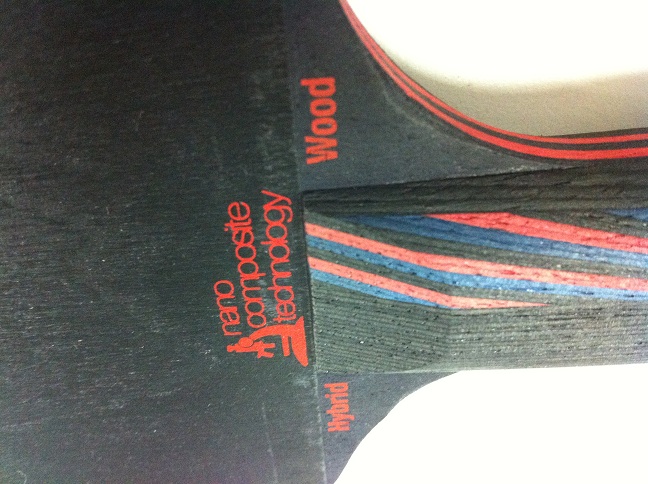 Hybrid
Wood
nano
composite
technology